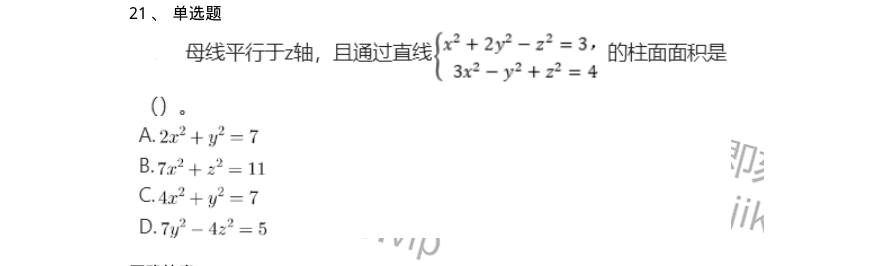 21、 单选题
母线平行于z轴，且通过直线{x² + 2y² − z² = 3， 3x² − y² + z² = 4 的柱面面积是
（）。
A. 2x² + y² = 7
B. 7x² + z² = 11
C. 4x² + y² = 7
D. 7y² − 4z² = 5